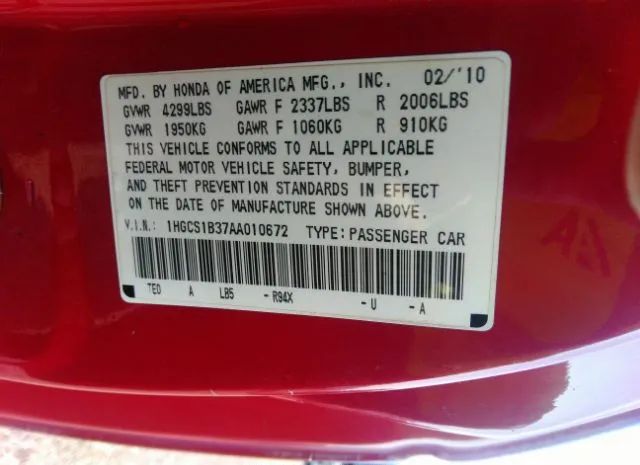 MFD. BY HONDA OF AMERICA MFG., INC. 02/'10
GVWR 4299LBS GAWR F 2337LBS R 2006LBS
GVWR 1950KG GAWR F 1060KG R 910KG
THIS VEHICLE CONFORMS TO ALL APPLICABLE
FEDERAL MOTOR VEHICLE SAFETY, BUMPER,
AND THEFT PREVENTION STANDARDS IN EFFECT
ON THE DATE OF MANUFACTURE SHOWN ABOVE.
V.I.N.: 1HGCS1B37AA010672 TYPE:PASSENGER CAR
TE0 A LB5 - R94X - U - A